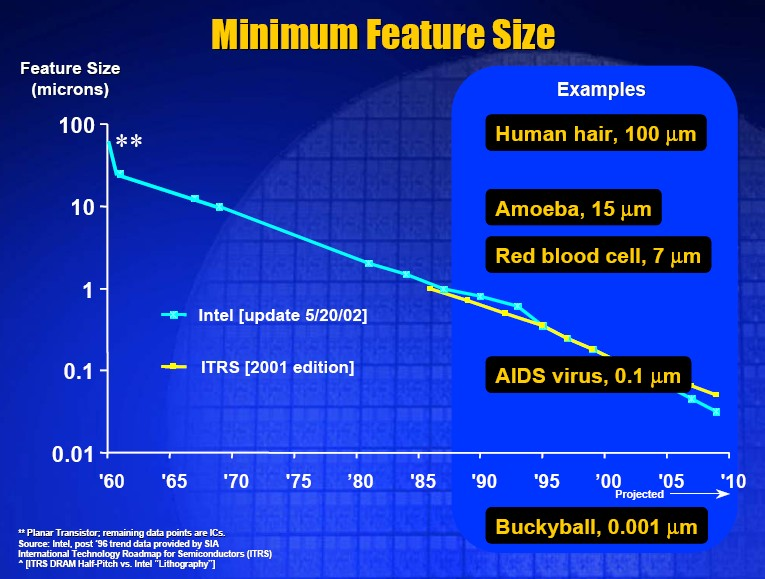 Minimum Feature Size
Feature Size
(microns)
Examples
100
**
Human hair, 100 μm
10
Amoeba, 15 μm
Red blood cell, 7 μm
1
Intel [update 5/20/02]
ITRS [2001 edition]
0.1
AIDS virus, 0.1 μm
0.01
'60 '65 '70 '75 '80 '85 '90 '95 '00 '05 '10
Projected
Buckyball, 0.001 μm
** Planar Transistor; remaining data points are ICs.
Source: Intel, post '96 trend data provided by SIA
International Technology Roadmap for Semiconductors (ITRS)
^ [ITRS DRAM Half-Pitch vs. Intel "Lithography"]